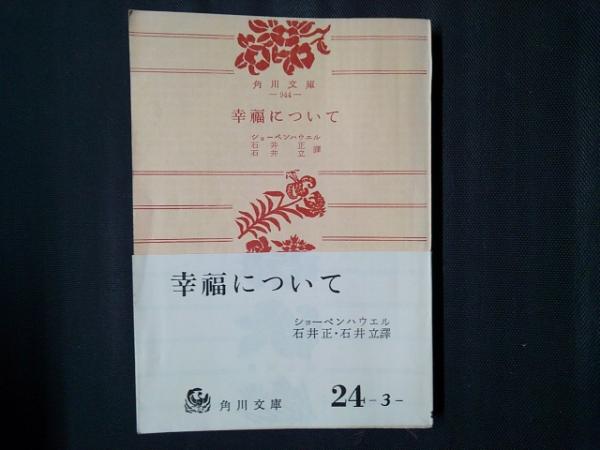 角川文庫
—944—
幸福について
ショーペンハウエル
石井 正
石井 立 譯
幸福について
ショーペンハウエル
石井正・石井立譯
角川文庫
24-3-